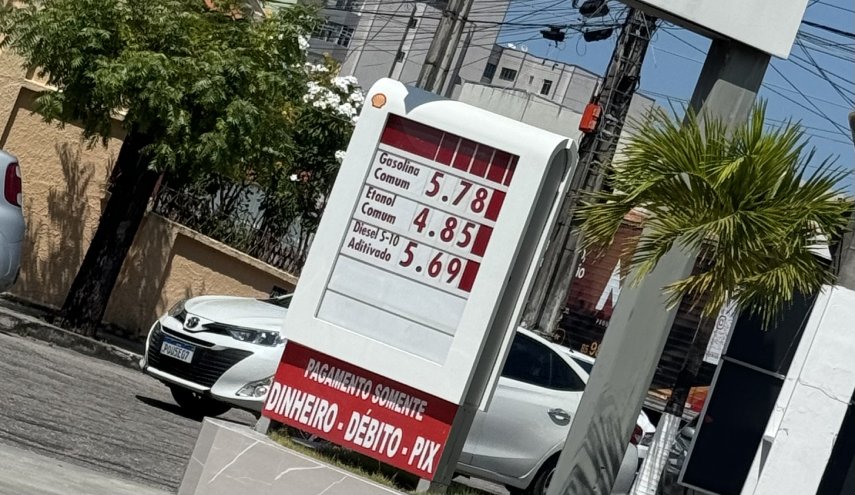 Gasolina
Comum 5.78
Etanol
Comum 4.85
Diesel S-10
Aditivado 5.69
PAGAMENTO SOMENTE
DINHEIRO - DÉBITO - PIX